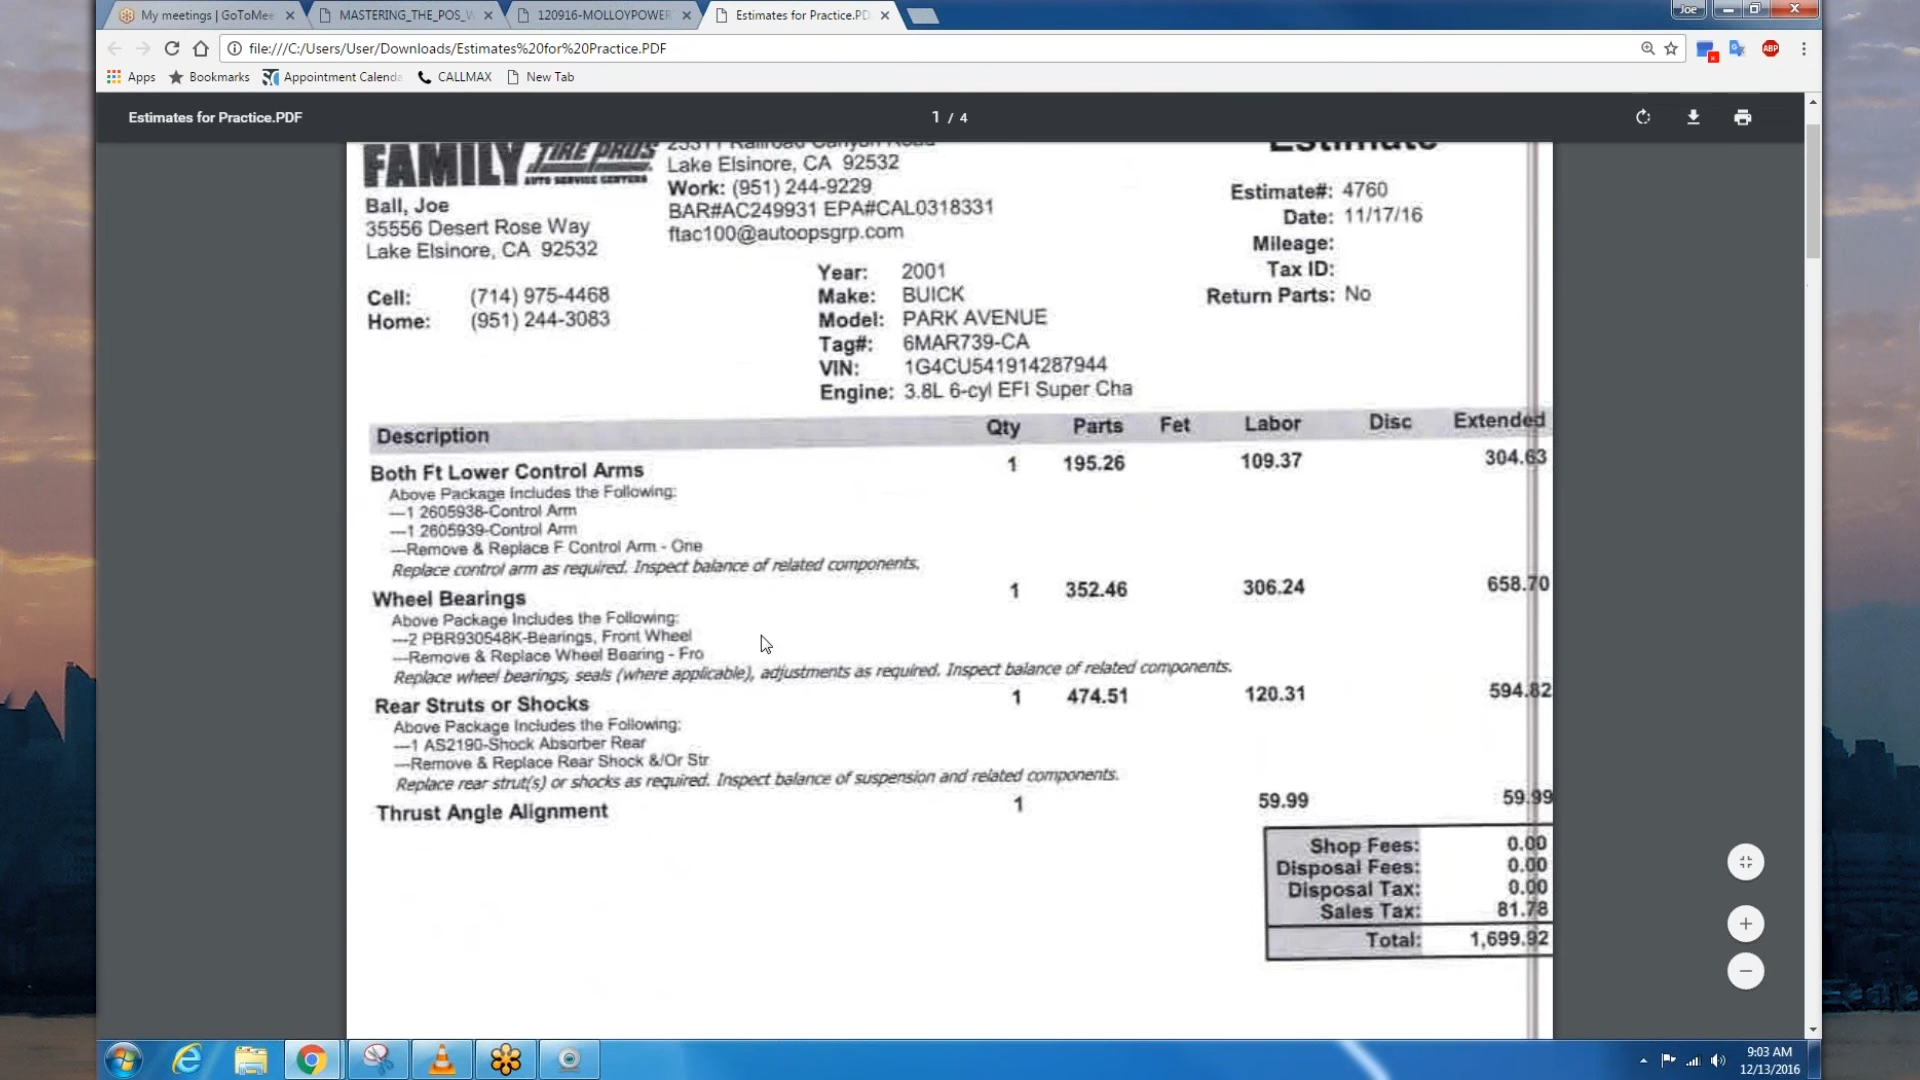 My meetings | GoToMee
MASTERING_THE_POS_W
120916-MOLLOYPOWER
Estimates for Practice.PD
Joe
file:///C:/Users/User/Downloads/Estimates%20for%20Practice.PDF
ABP
Apps
Bookmarks
Appointment Calenda
CALLMAX
New Tab
Estimates for Practice.PDF
1 / 4
FAMILY TIRE PROS
AUTO SERVICE CENTERS
Lake Elsinore, CA 92532
Work: (951) 244-9229
BAR#AC249931 EPA#CAL0318331
ftac100@autoopsgrp.com
Estimate
Estimate#: 4760
Date: 11/17/16
Mileage:
Tax ID:
Return Parts: No
Ball, Joe
35556 Desert Rose Way
Lake Elsinore, CA 92532
Cell: (714) 975-4468
Home: (951) 244-3083
Year: 2001
Make: BUICK
Model: PARK AVENUE
Tag#: 6MAR739-CA
VIN: 1G4CU541914287944
Engine: 3.8L 6-cyl EFI Super Cha
Description Qty Parts Fet Labor Disc Extended
Both Ft Lower Control Arms 1 195.26 109.37 304.63
Above Package Includes the Following:
---1 2605938-Control Arm
---1 2605939-Control Arm
---Remove & Replace F Control Arm - One
Replace control arm as required. Inspect balance of related components.
Wheel Bearings 1 352.46 306.24 658.70
Above Package Includes the Following:
---2 PBR930548K-Bearings, Front Wheel
---Remove & Replace Wheel Bearing - Fro
Replace wheel bearings, seals (where applicable), adjustments as required. Inspect balance of related components.
Rear Struts or Shocks 1 474.51 120.31 594.82
Above Package Includes the Following:
---1 AS2190-Shock Absorber Rear
---Remove & Replace Rear Shock &/Or Str
Replace rear strut(s) or shocks as required. Inspect balance of suspension and related components.
Thrust Angle Alignment 1 59.99 59.99
Shop Fees: 0.00
Disposal Fees: 0.00
Disposal Tax: 0.00
Sales Tax: 81.78
Total: 1,699.92
9:03 AM
12/13/2016